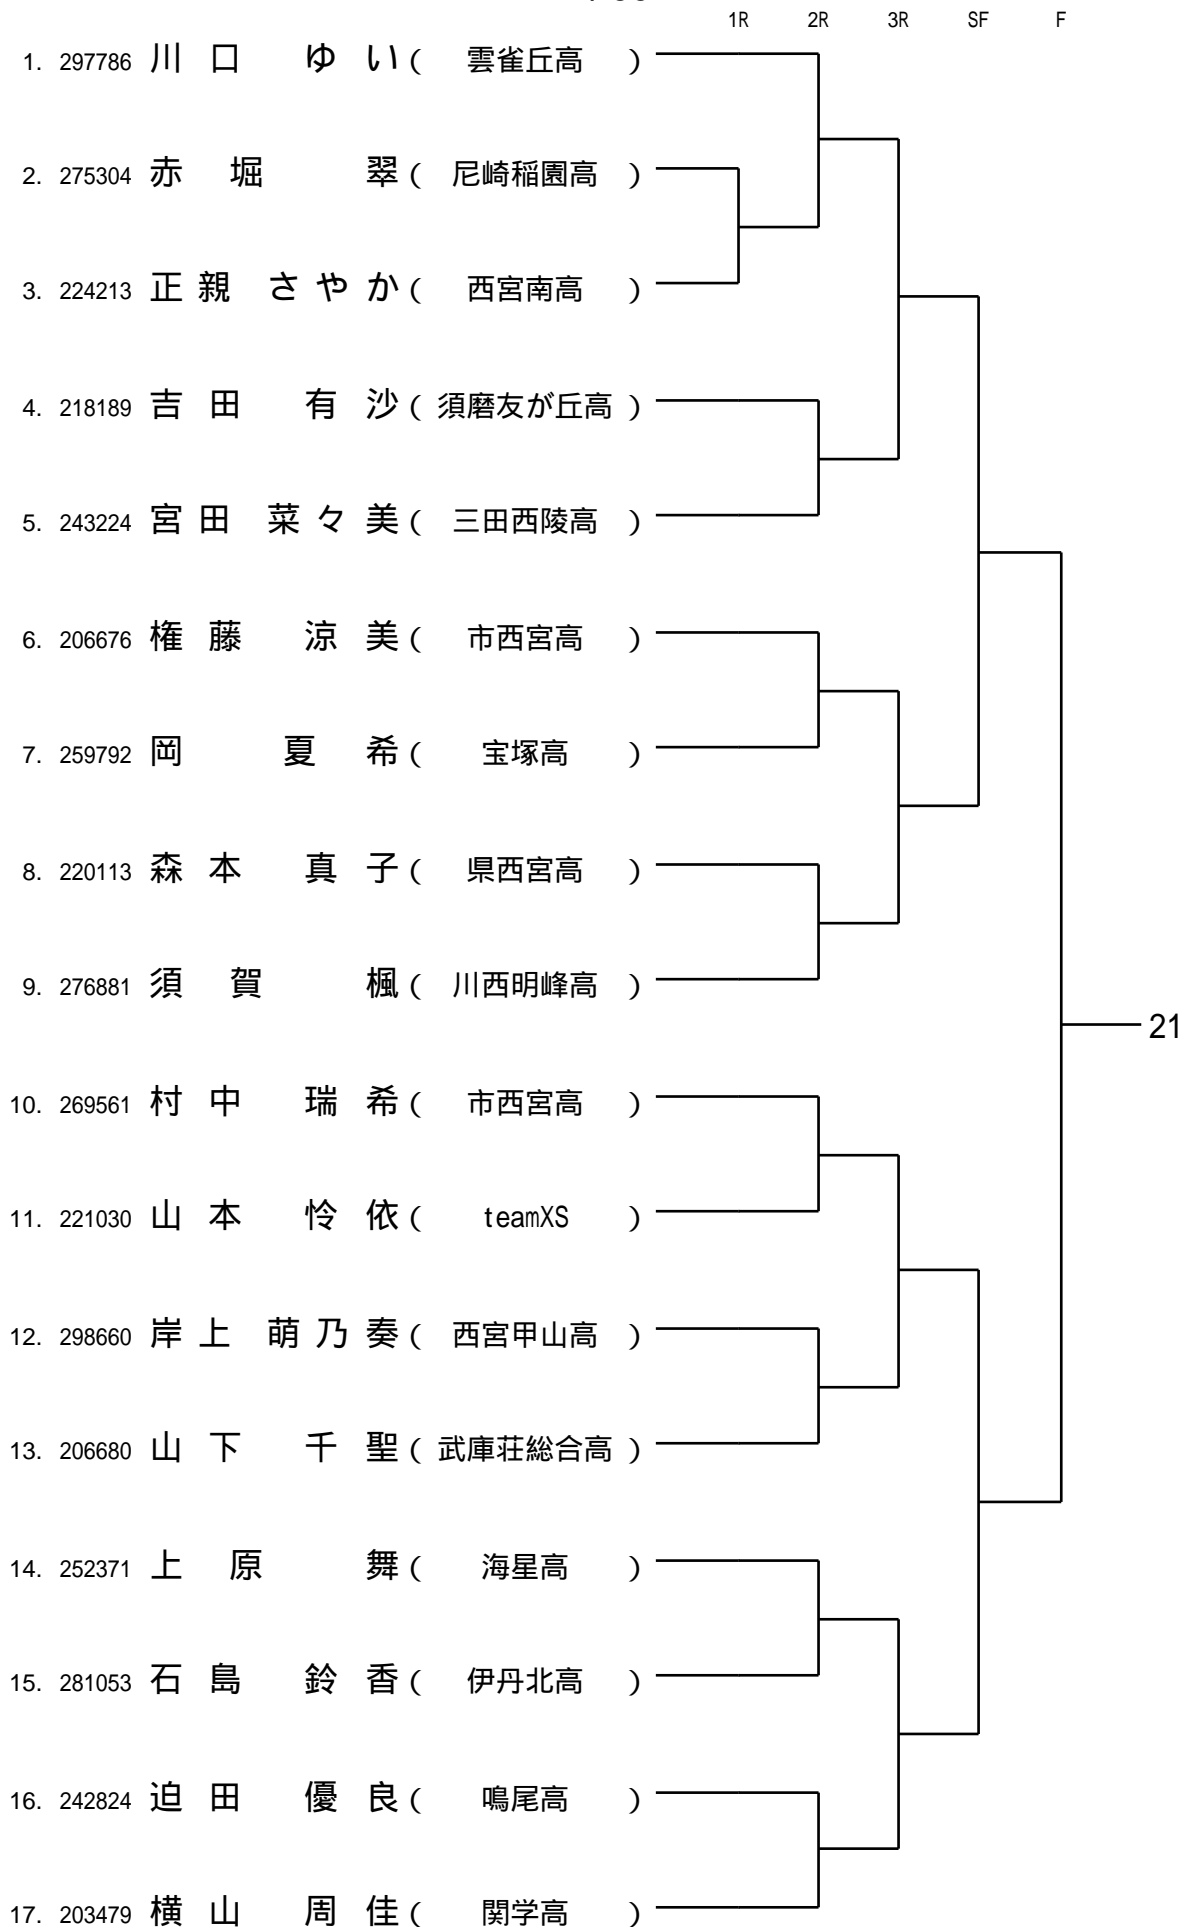 1R 2R 3R SF F
1. 297786 川口 ゆい ( 雲雀丘高 )
2. 275304 赤堀 翠 ( 尼崎稲園高 )
3. 224213 正親 さやか ( 西宮南高 )
4. 218189 吉田 有沙 ( 須磨友が丘高 )
5. 243224 宮田 菜々美 ( 三田西陵高 )
6. 206676 権藤 涼美 ( 市西宮高 )
7. 259792 岡 夏希 ( 宝塚高 )
8. 220113 森本 真子 ( 県西宮高 )
9. 276881 須賀 楓 ( 川西明峰高 )
21
10. 269561 村中 瑞希 ( 市西宮高 )
11. 221030 山本 怜依 ( teamXS )
12. 298660 岸上 萌乃奏 ( 西宮甲山高 )
13. 206680 山下 千聖 ( 武庫荘総合高 )
14. 252371 上原 舞 ( 海星高 )
15. 281053 石島 鈴香 ( 伊丹北高 )
16. 242824 迫田 優良 ( 鳴尾高 )
17. 203479 横山 周佳 ( 関学高 )